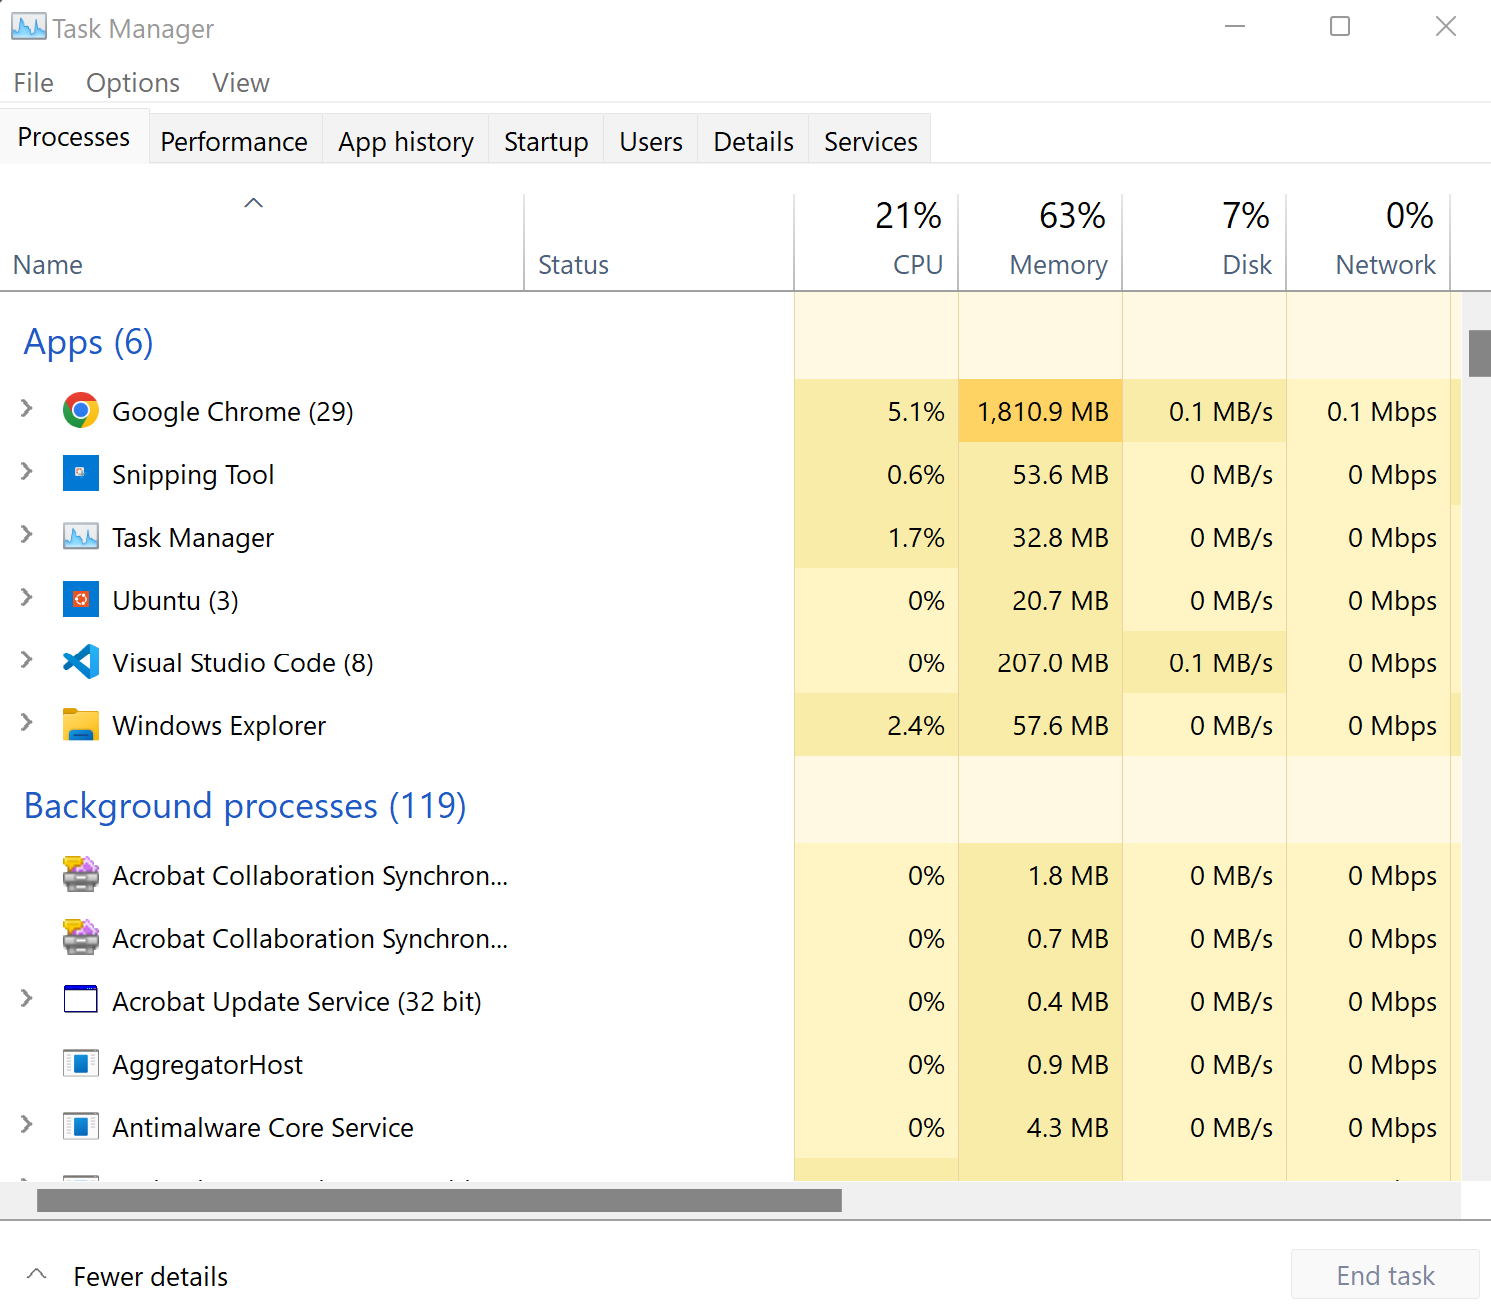 Task Manager
File Options View
Processes Performance App history Startup Users Details Services
21% 63% 7% 0%
Name Status CPU Memory Disk Network
Apps (6)
Google Chrome (29) 5.1% 1,810.9 MB 0.1 MB/s 0.1 Mbps
Snipping Tool 0.6% 53.6 MB 0 MB/s 0 Mbps
Task Manager 1.7% 32.8 MB 0 MB/s 0 Mbps
Ubuntu (3) 0% 20.7 MB 0 MB/s 0 Mbps
Visual Studio Code (8) 0% 207.0 MB 0.1 MB/s 0 Mbps
Windows Explorer 2.4% 57.6 MB 0 MB/s 0 Mbps
Background processes (119)
Acrobat Collaboration Synchron... 0% 1.8 MB 0 MB/s 0 Mbps
Acrobat Collaboration Synchron... 0% 0.7 MB 0 MB/s 0 Mbps
Acrobat Update Service (32 bit) 0% 0.4 MB 0 MB/s 0 Mbps
AggregatorHost 0% 0.9 MB 0 MB/s 0 Mbps
Antimalware Core Service 0% 4.3 MB 0 MB/s 0 Mbps
Fewer details End task